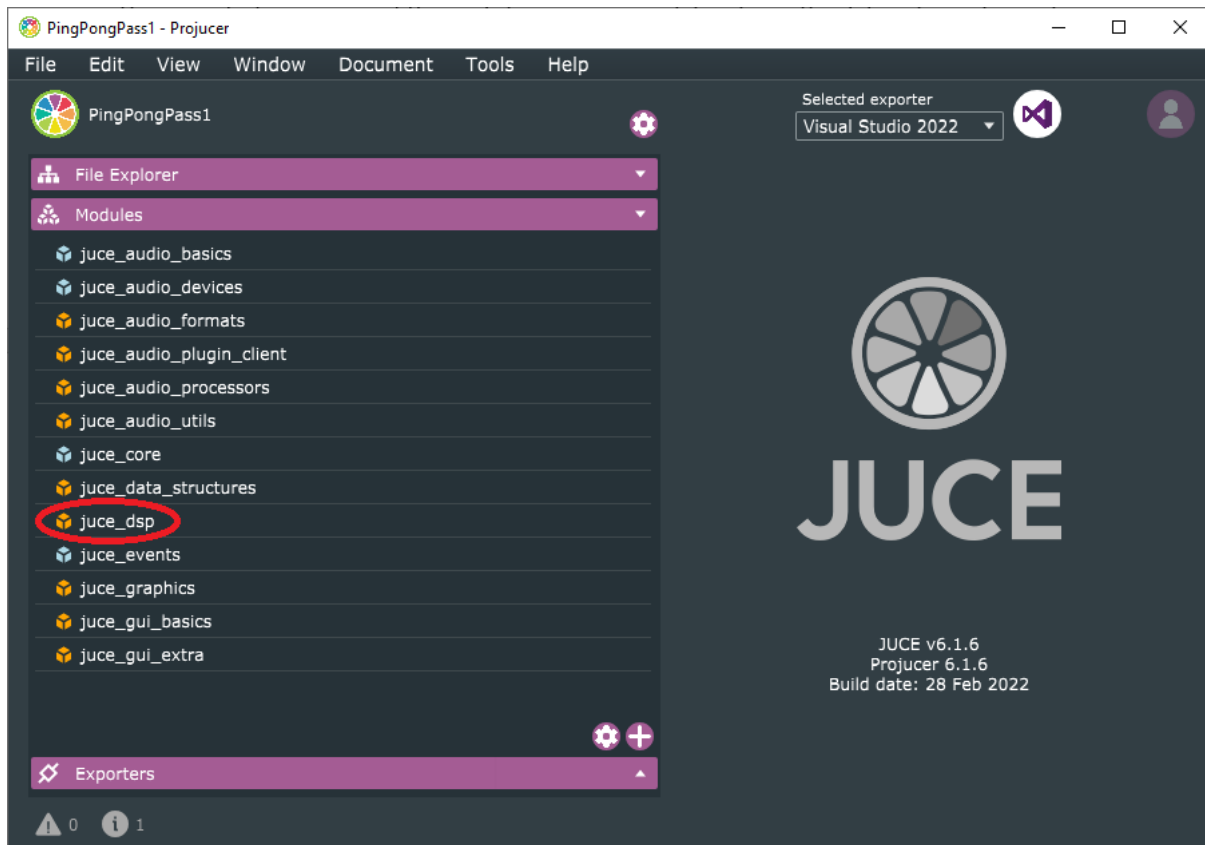 PingPongPass1 - Projucer
File Edit View Window Document Tools Help
PingPongPass1
Selected exporter
Visual Studio 2022
File Explorer
Modules
juce_audio_basics
juce_audio_devices
juce_audio_formats
juce_audio_plugin_client
juce_audio_processors
juce_audio_utils
juce_core
juce_data_structures
juce_dsp
juce_events
juce_graphics
juce_gui_basics
juce_gui_extra
JUCE
JUCE v6.1.6
Projucer 6.1.6
Build date: 28 Feb 2022
Exporters
0 1